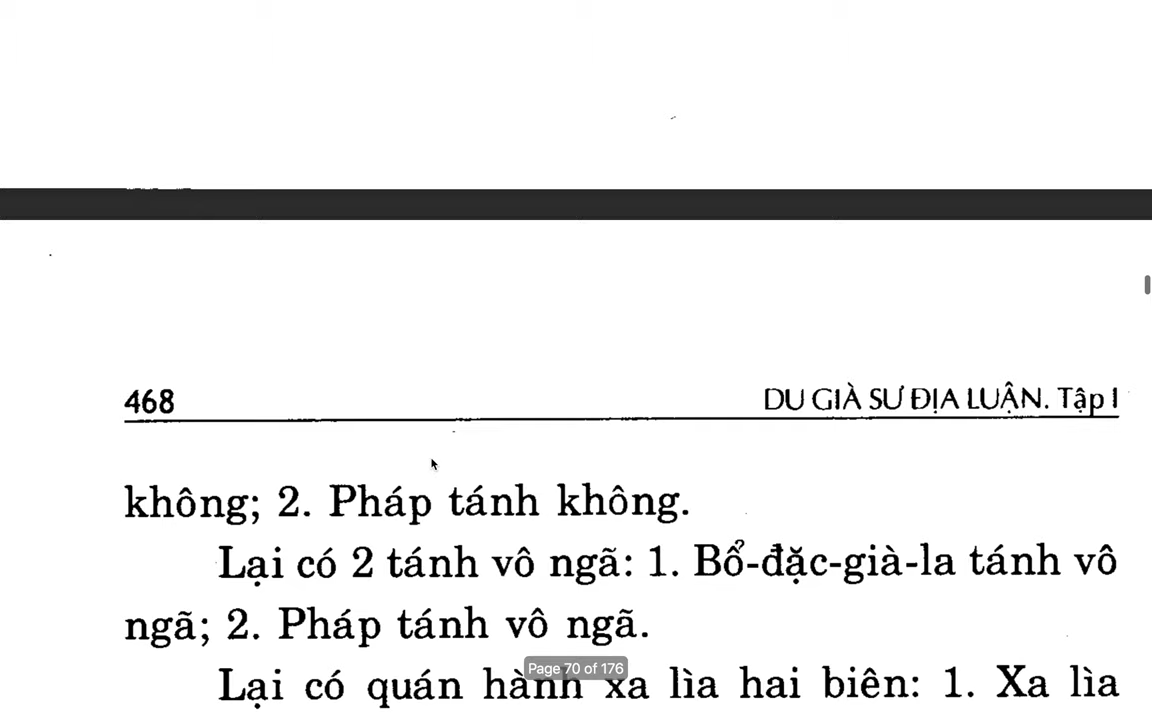 468 DU GIÀ SƯ ĐỊA LUẬN. Tập I
không; 2. Pháp tánh không.
Lại có 2 tánh vô ngã: 1. Bổ-đặc-già-la tánh vô
ngã; 2. Pháp tánh vô ngã.
Lại có quán hành xa lìa hai biên: 1. Xa lìa
Page 70 of 176